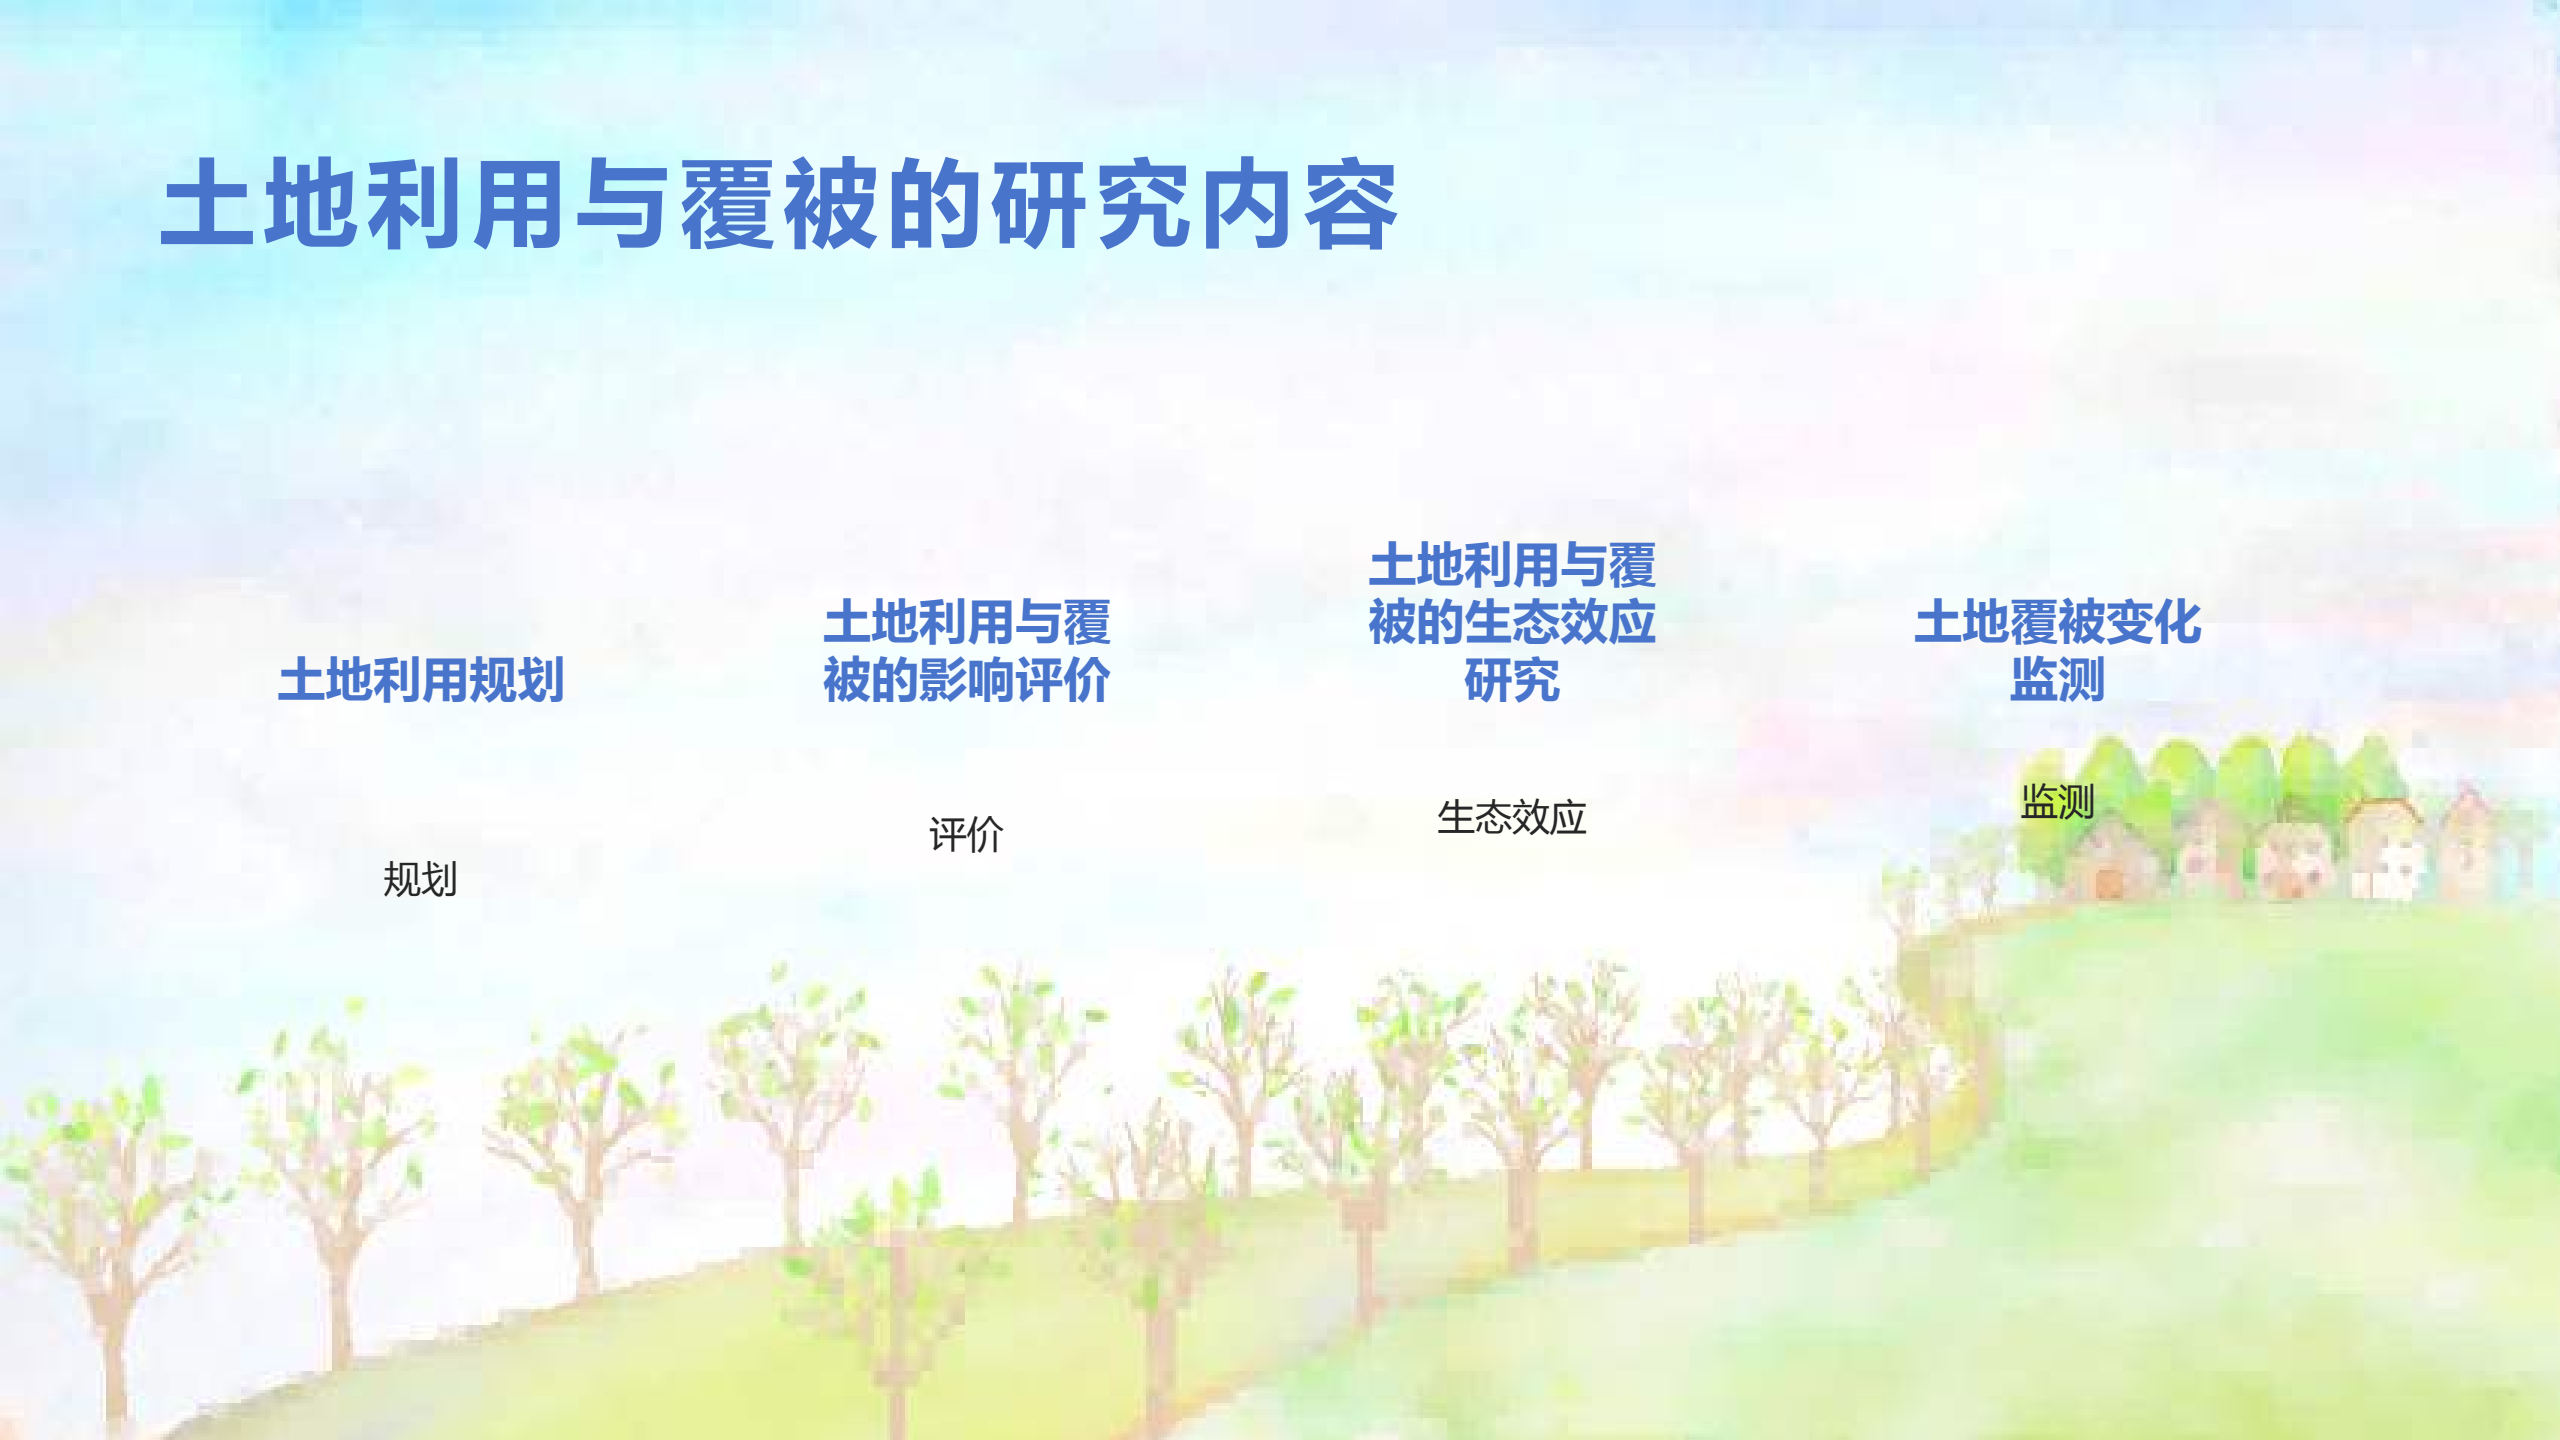 土地利用与覆被的研究内容
土地利用规划
规划
土地利用与覆
被的影响评价
评价
土地利用与覆
被的生态效应
研究
生态效应
土地覆被变化
监测
监测